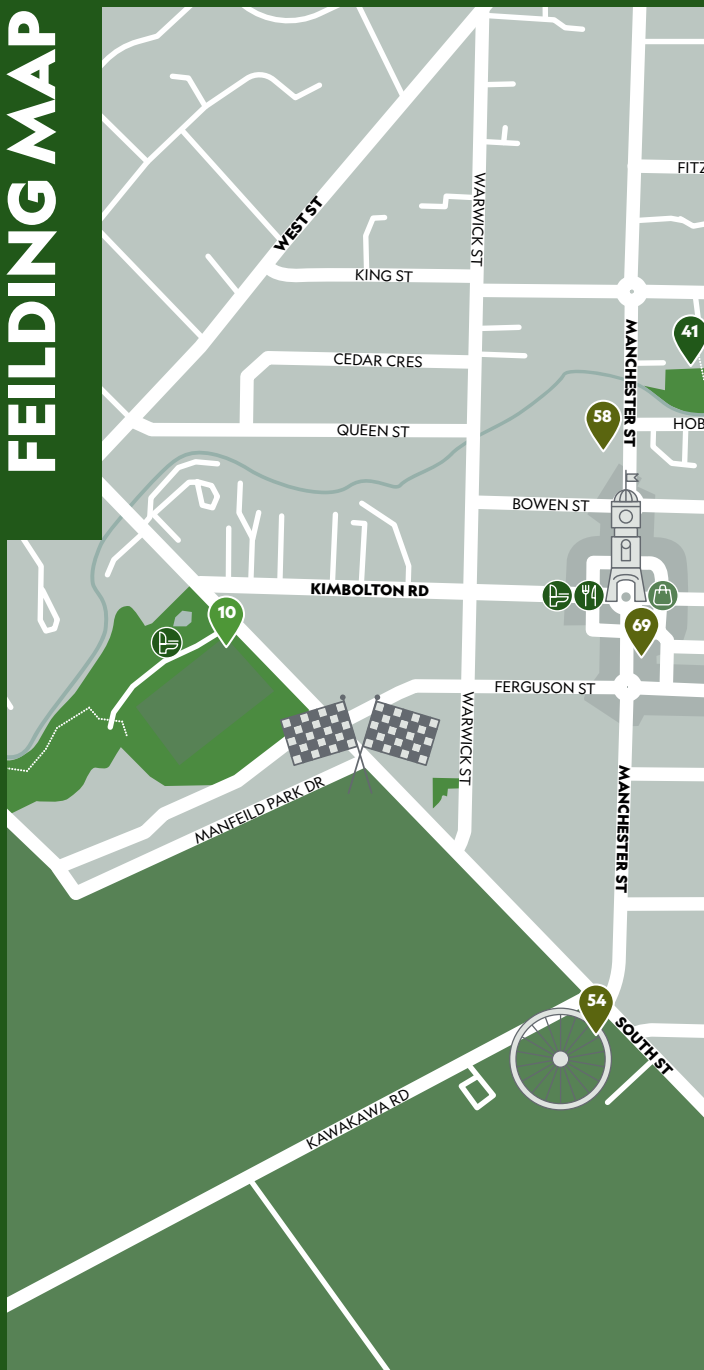 FEILDING MAP
WARWICK ST
FITZ
WEST ST
KING ST
41
MANCHESTER ST
CEDAR CRES
58
HOB
QUEEN ST
BOWEN ST
KIMBOLTON RD
10
69
FERGUSON ST
WARWICK ST
MANFEILD PARK DR
MANCHESTER ST
54
SOUTH ST
KAWAKAWA RD